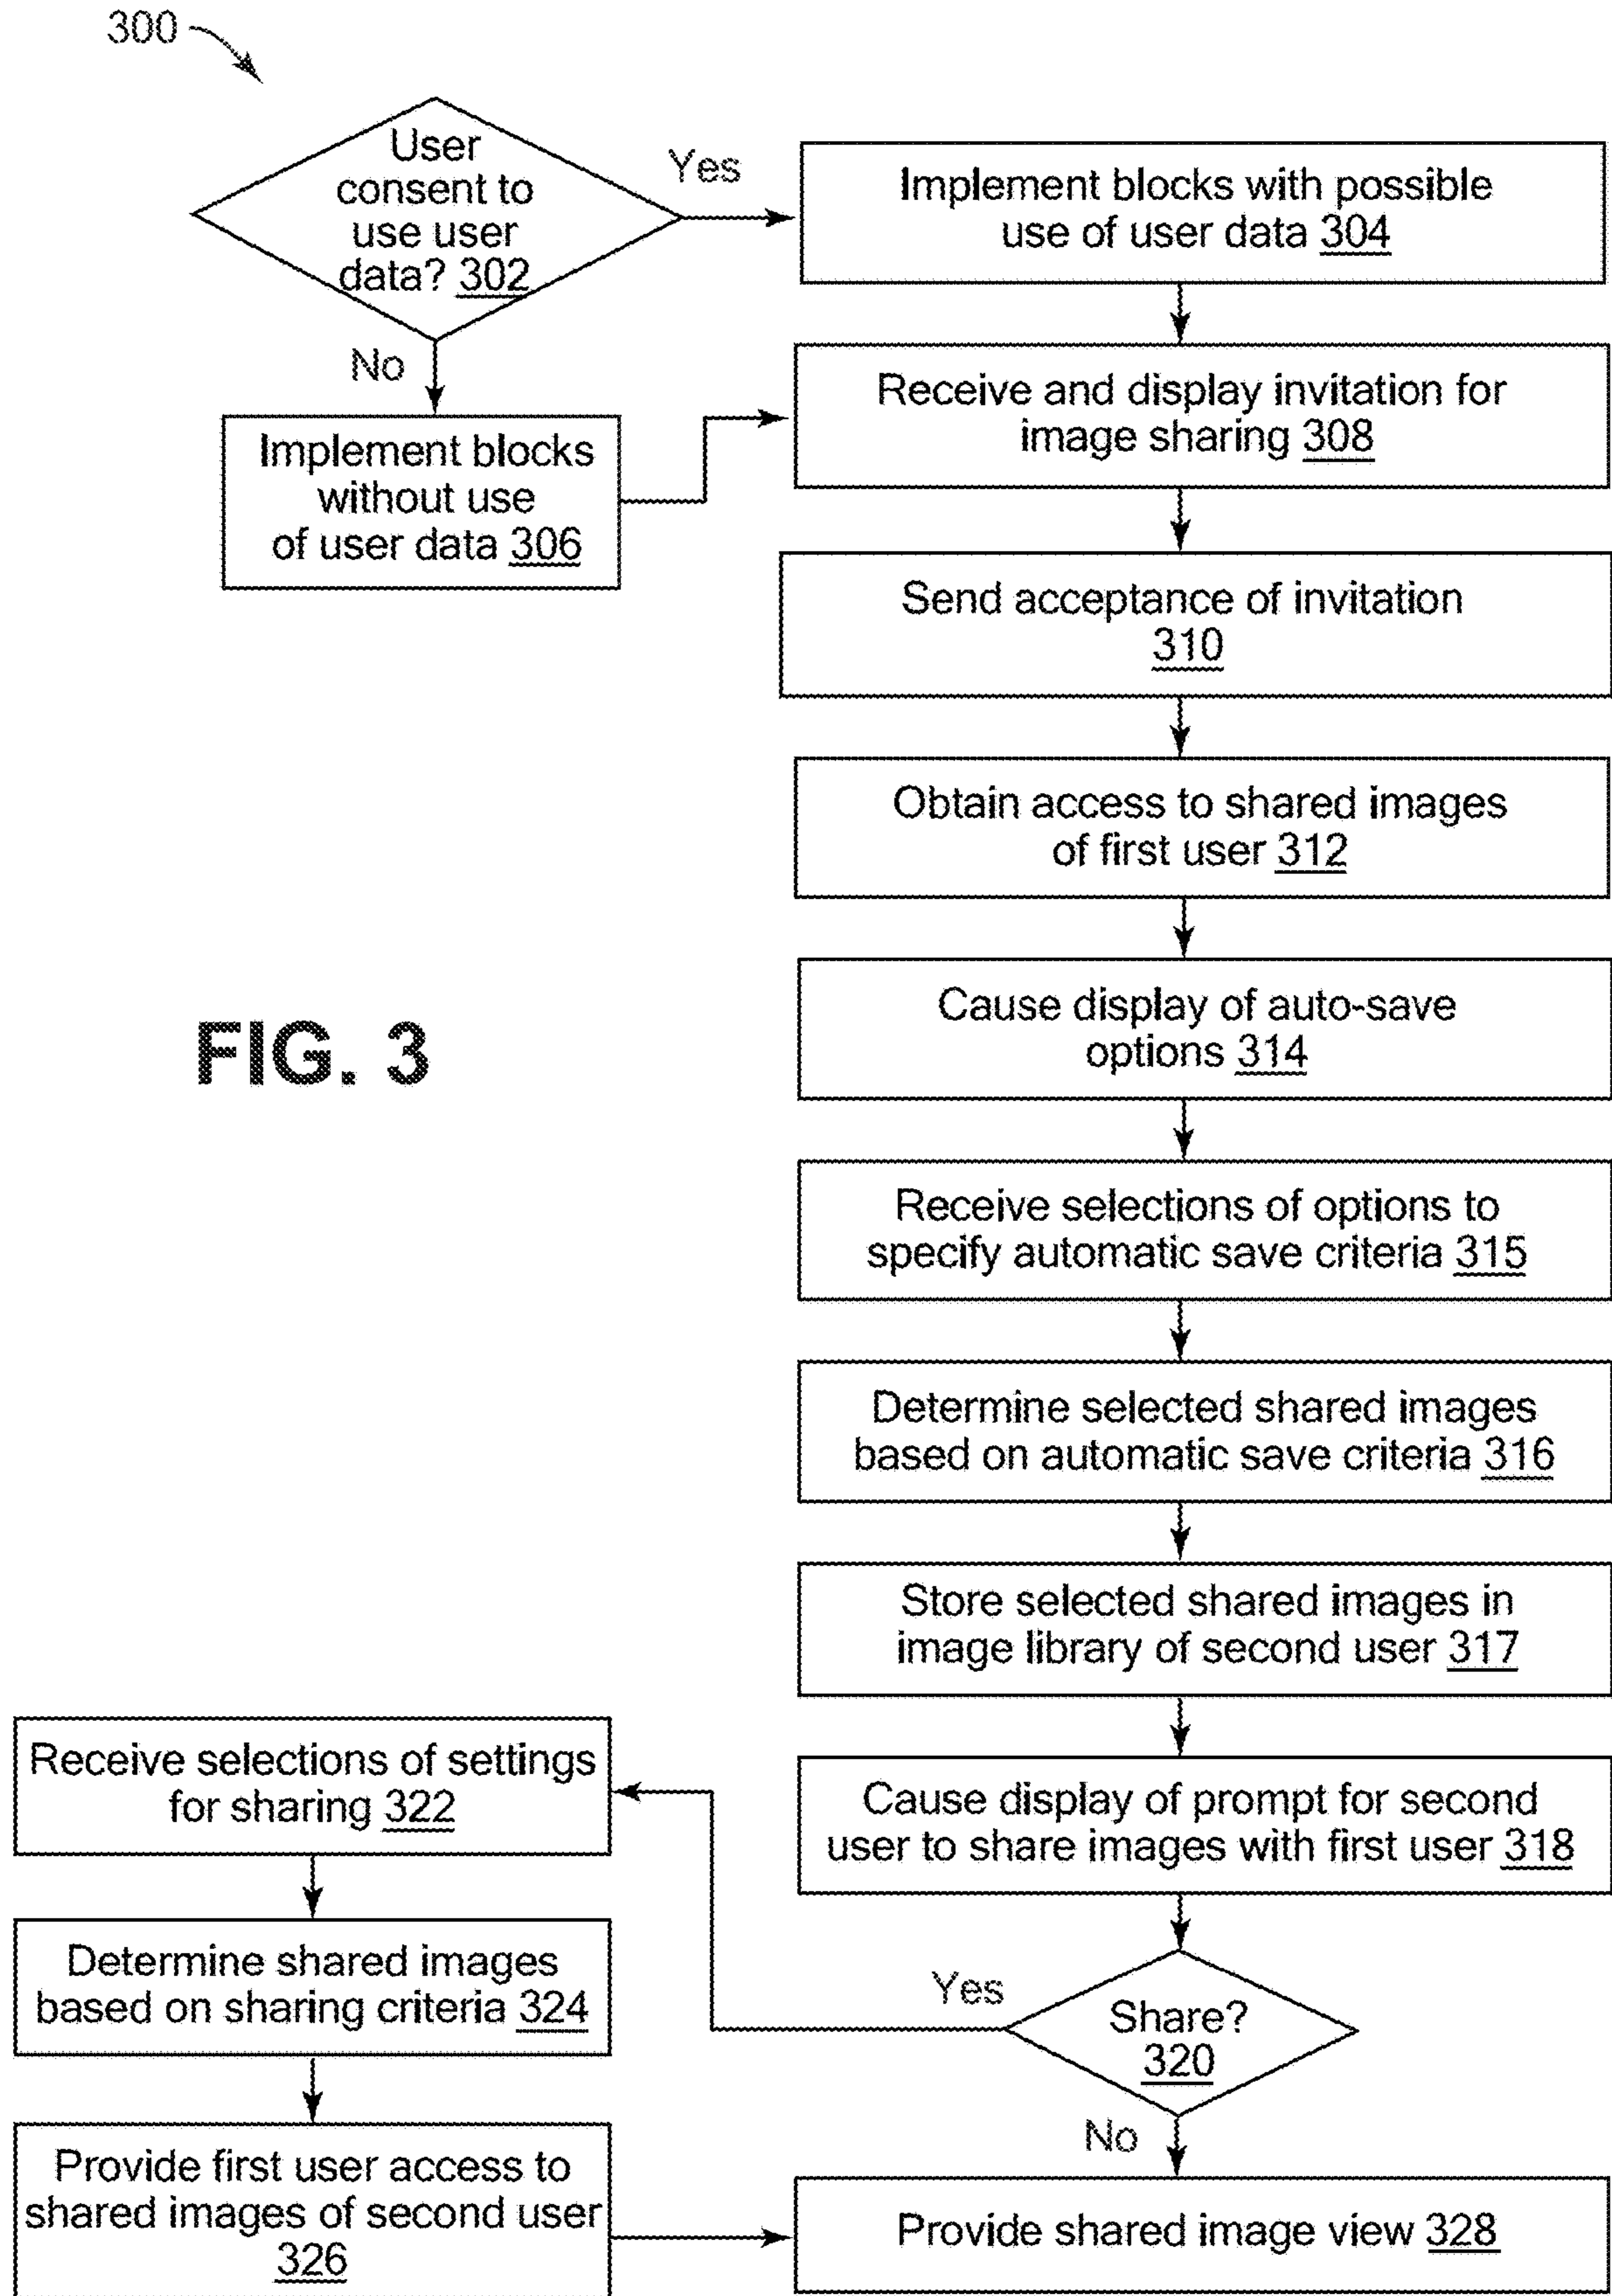 300
User
consent to
use user
data? 302
Yes
Implement blocks with possible
use of user data 304
No
Implement blocks
without use
of user data 306
Receive and display invitation for
image sharing 308
Send acceptance of invitation
310
Obtain access to shared images
of first user 312
Cause display of auto-save
options 314
FIG. 3
Receive selections of options to
specify automatic save criteria 315
Determine selected shared images
based on automatic save criteria 316
Store selected shared images in
image library of second user 317
Cause display of prompt for second
user to share images with first user 318
Share?
320
Yes
Receive selections of settings
for sharing 322
Determine shared images
based on sharing criteria 324
Provide first user access to
shared images of second user
326
No
Provide shared image view 328